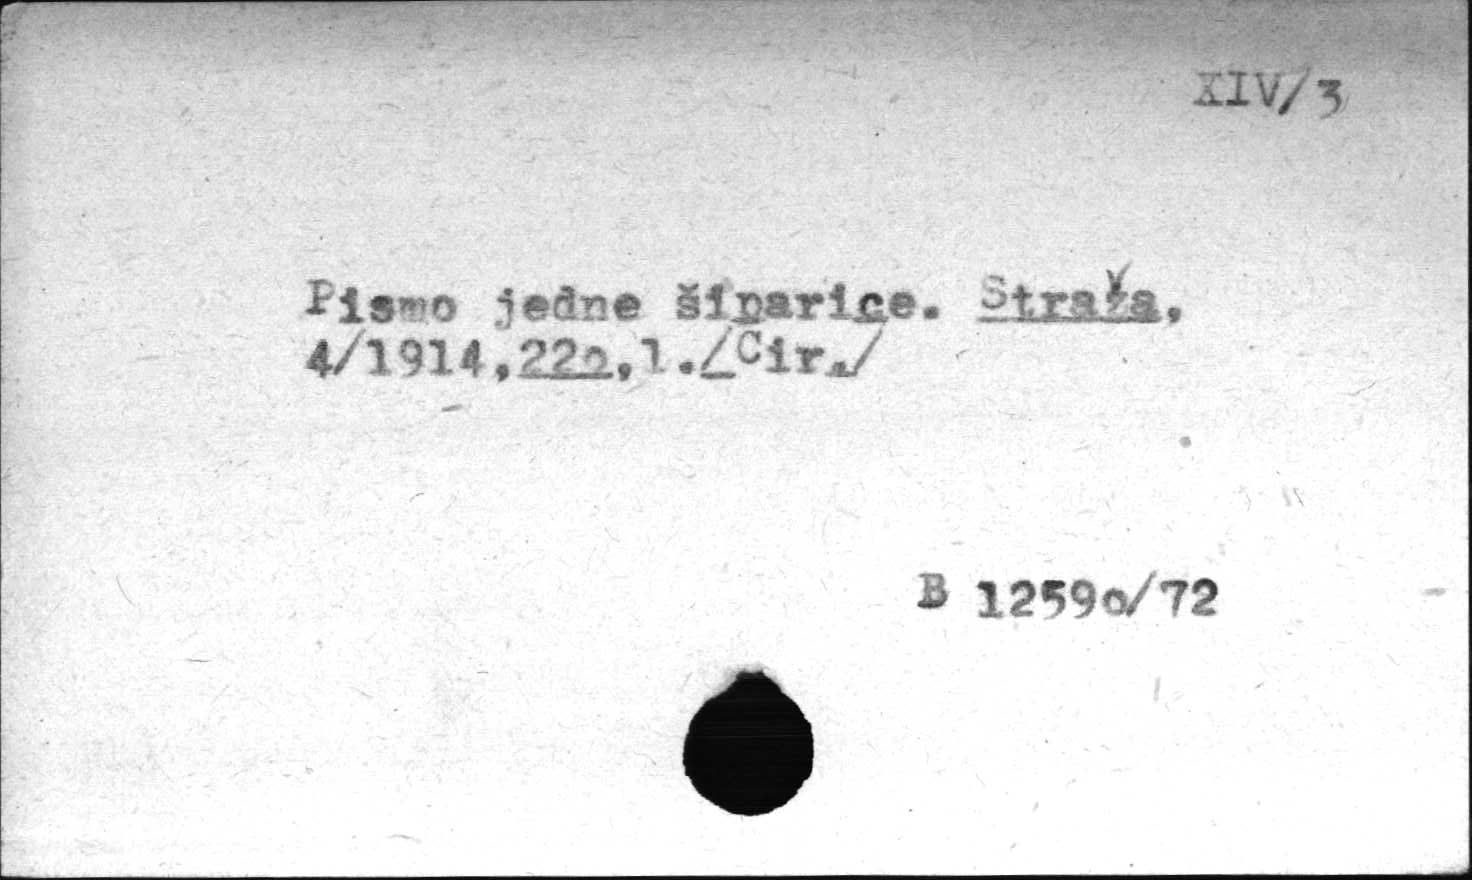 XIV/3
Pismo jedne šiparice. Straža,
4/1914,22o,1./Cir./
B 1259o/72